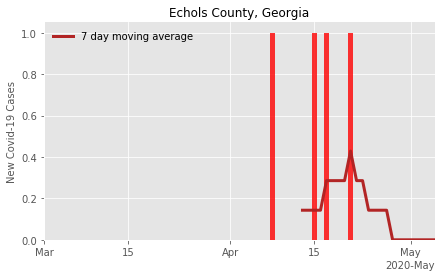 Echols County, Georgia
7 day moving average
New Covid-19 Cases
1.0
0.8
0.6
0.4
0.2
0.0
Mar 15 Apr 15 May
2020-May